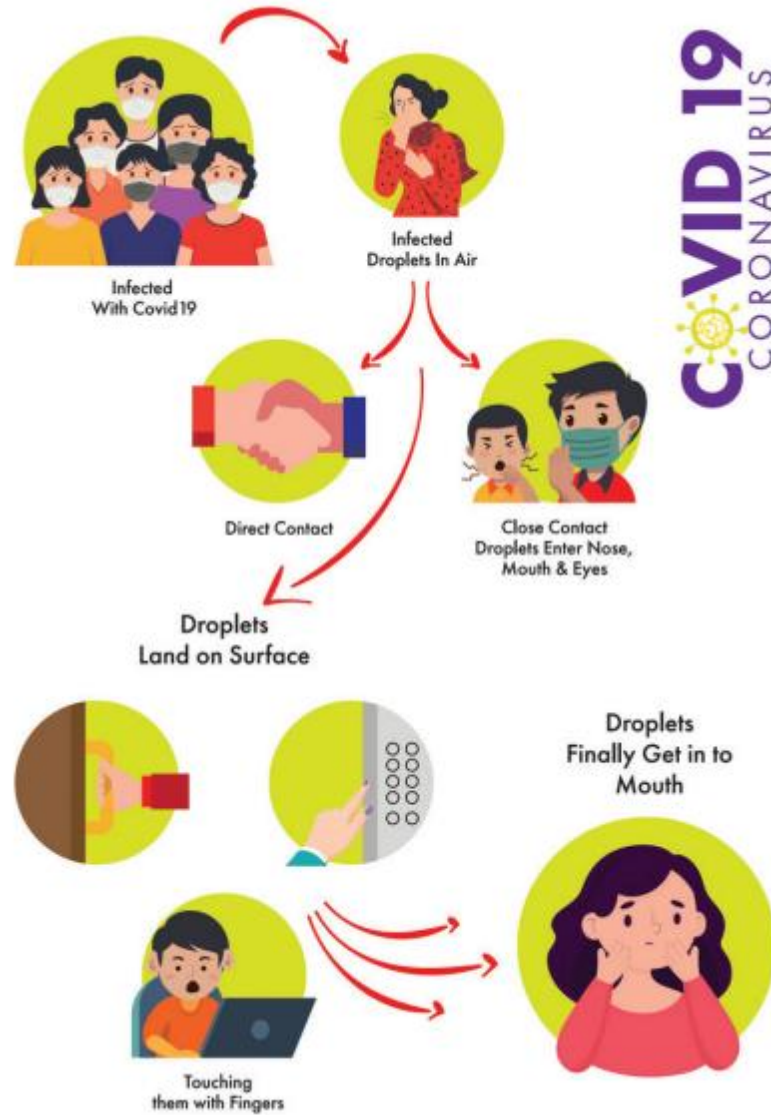 COVID 19
CORONAVIRUS
Infected
With Covid19
Infected
Droplets In Air
Direct Contact
Close Contact
Droplets Enter Nose,
Mouth & Eyes
Droplets
Land on Surface
Droplets
Finally Get in to
Mouth
Touching
them with Fingers